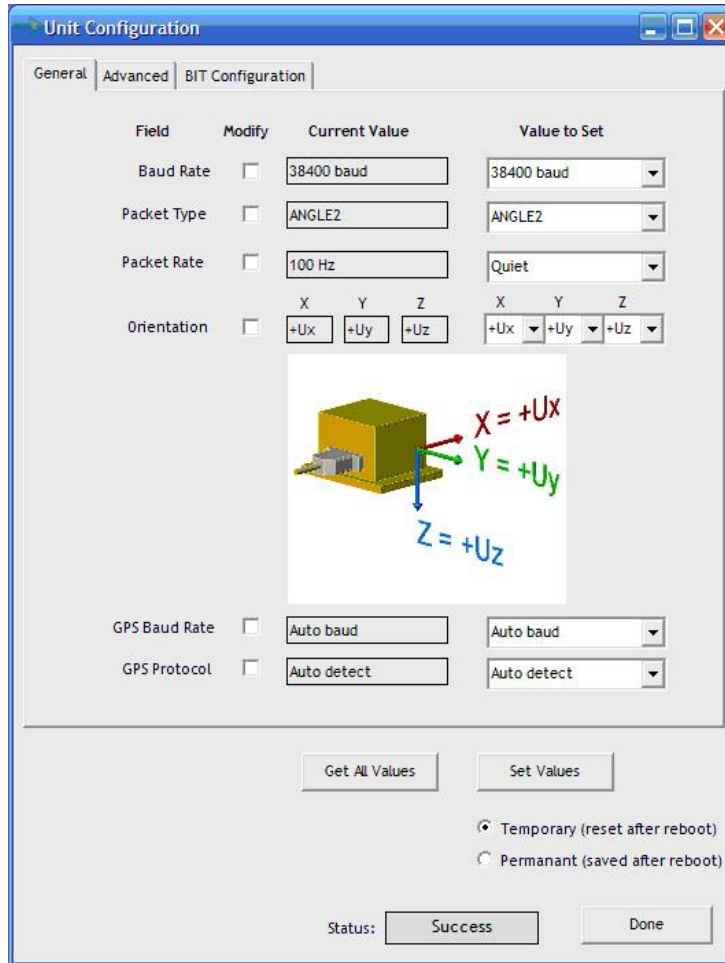 Unit Configuration
General Advanced BIT Configuration
Field Modify Current Value Value to Set
Baud Rate 38400 baud 38400 baud
Packet Type ANGLE2 ANGLE2
Packet Rate 100 Hz Quiet
X Y Z X Y Z
Orientation +Ux +Uy +Uz +Ux +Uy +Uz
X = +Ux
Y = +Uy
Z = +Uz
GPS Baud Rate Auto baud Auto baud
GPS Protocol Auto detect Auto detect
Get All Values Set Values
Temporary (reset after reboot)
Permanant (saved after reboot)
Status: Success Done